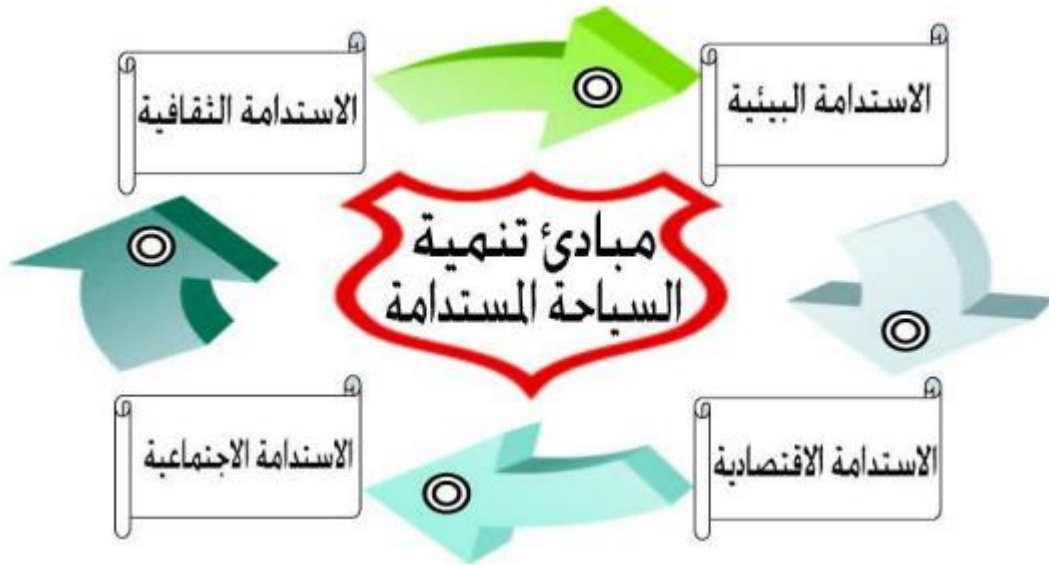 الاستدامة البيئية
الاستدامة الثقافية
مبادئ تنمية
السياحة المستدامة
الاستدامة الاقتصادية
الاستدامة الاجتماعية